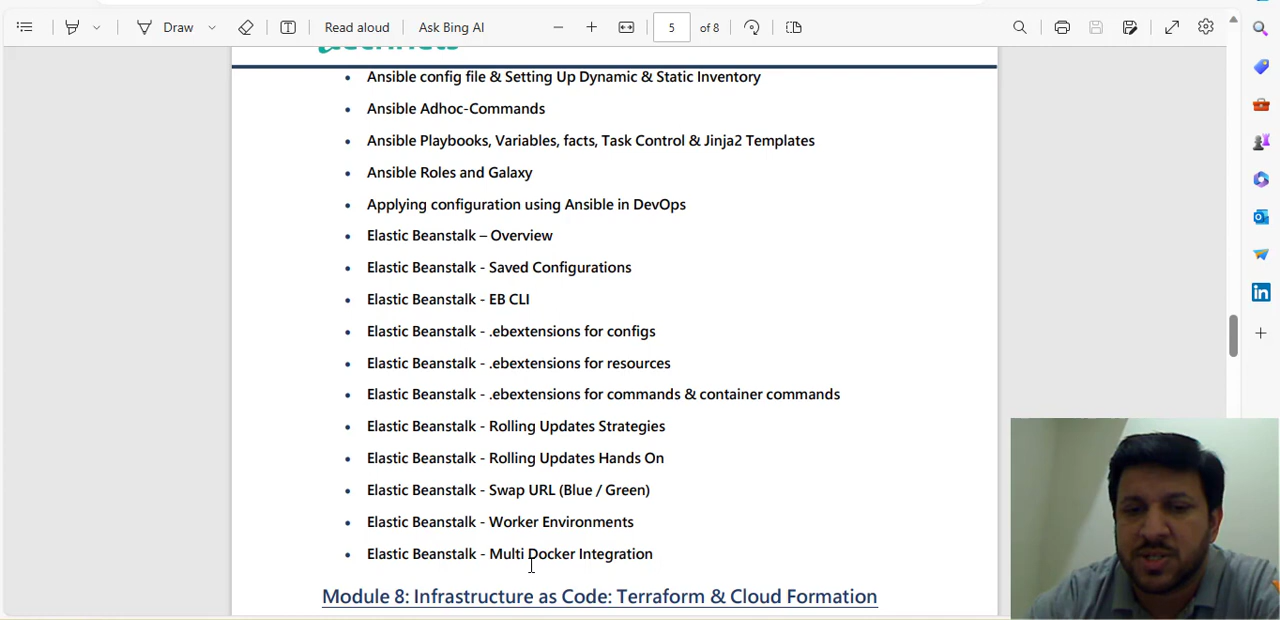 Draw
Read aloud
Ask Bing AI
5
of 8
Ansible config file & Setting Up Dynamic & Static Inventory
Ansible Adhoc-Commands
Ansible Playbooks, Variables, facts, Task Control & Jinja2 Templates
Ansible Roles and Galaxy
Applying configuration using Ansible in DevOps
Elastic Beanstalk – Overview
Elastic Beanstalk - Saved Configurations
Elastic Beanstalk - EB CLI
Elastic Beanstalk - .ebextensions for configs
Elastic Beanstalk - .ebextensions for resources
Elastic Beanstalk - .ebextensions for commands & container commands
Elastic Beanstalk - Rolling Updates Strategies
Elastic Beanstalk - Rolling Updates Hands On
Elastic Beanstalk - Swap URL (Blue / Green)
Elastic Beanstalk - Worker Environments
Elastic Beanstalk - Multi Docker Integration
Module 8: Infrastructure as Code: Terraform & Cloud Formation